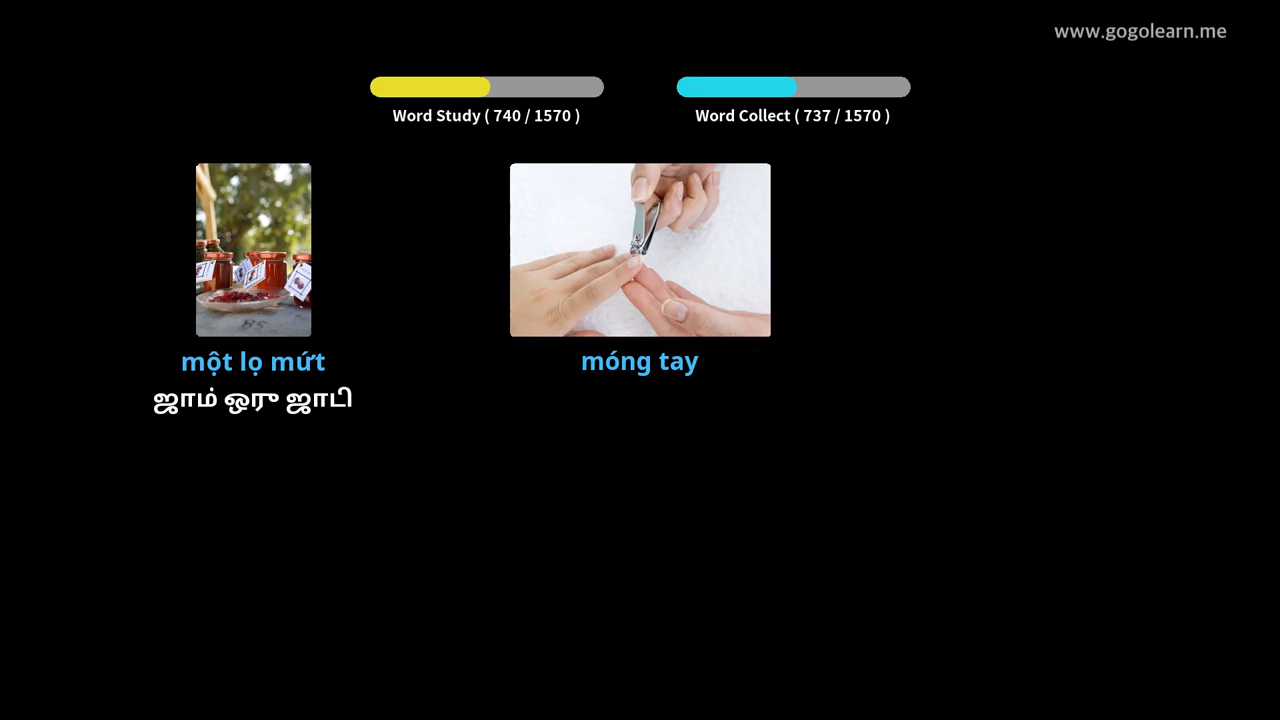 www.gogolearn.me
Word Study ( 740 / 1570 )
Word Collect ( 737 / 1570 )
một lọ mứt
ஜாம் ஒரு ஜாடி
móng tay